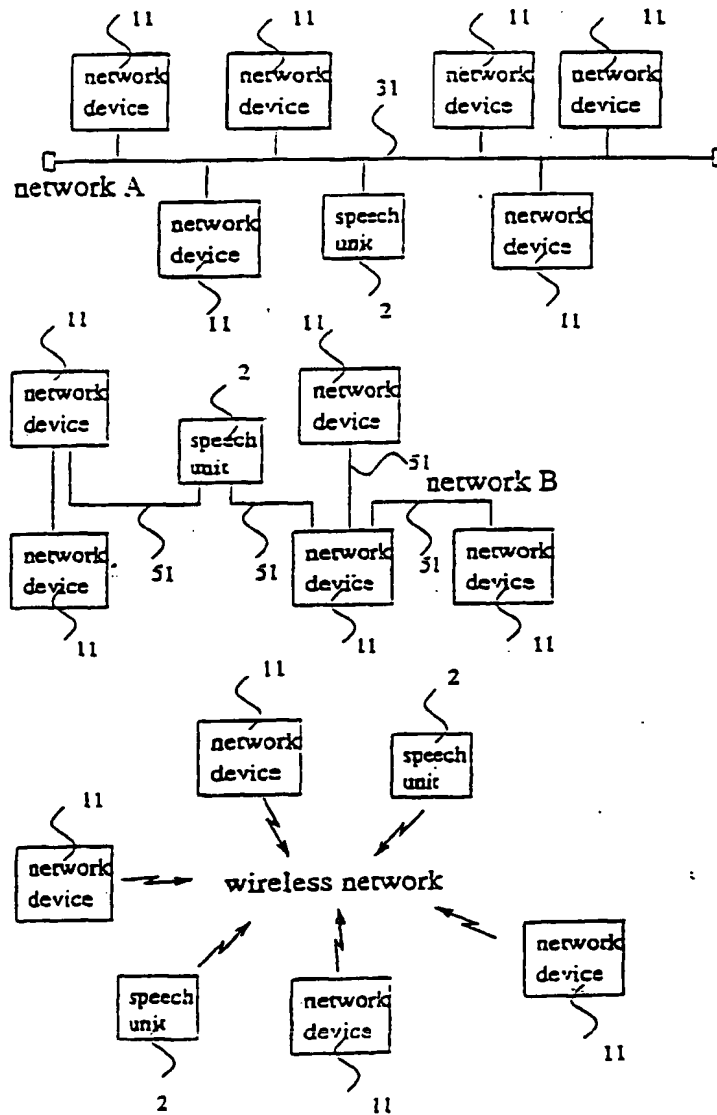 11
11
11
11
network
device
network
device
network
device
network
device
31
network A
network
device
speech
unit
network
device
11
2
11
11
2
11
network
device
speech
unit
network
device
51
network B
51
51
51
network
device
network
device
network
device
11
11
11
11
2
network
device
speech
unit
11
network
device
wireless network
network
device
speech
unit
network
device
11
2
11